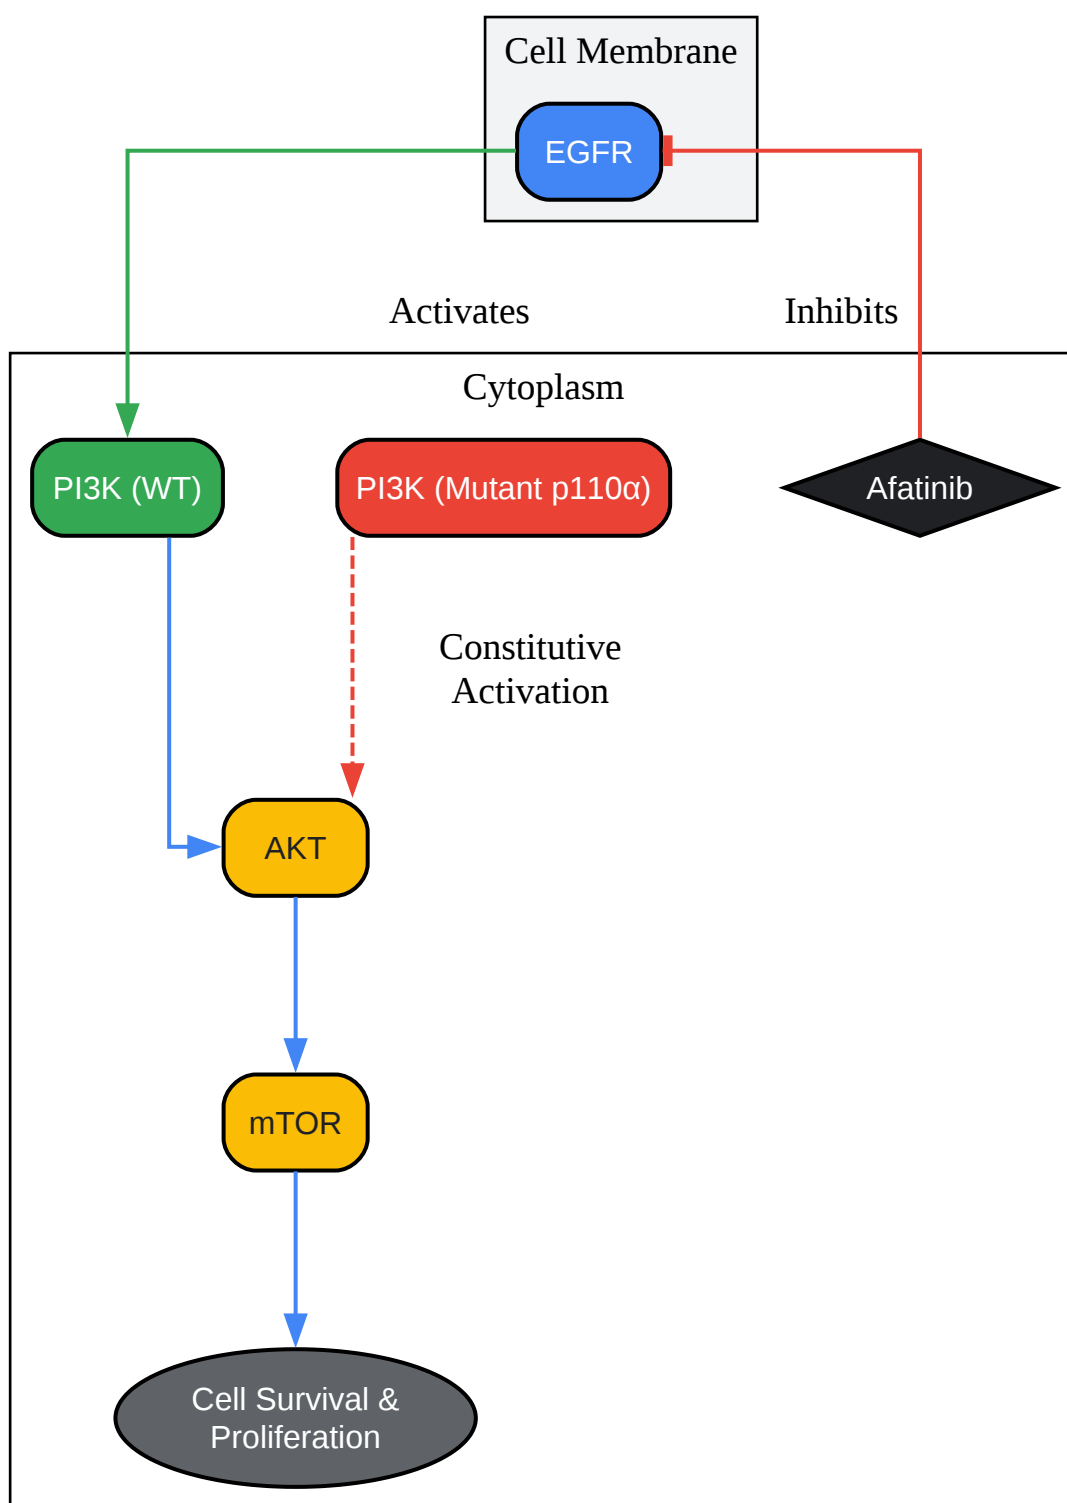 Cell Membrane
EGFR
Activates
Inhibits
Cytoplasm
PI3K (WT)
PI3K (Mutant p110α)
Afatinib
Constitutive
Activation
AKT
mTOR
Cell Survival &
Proliferation